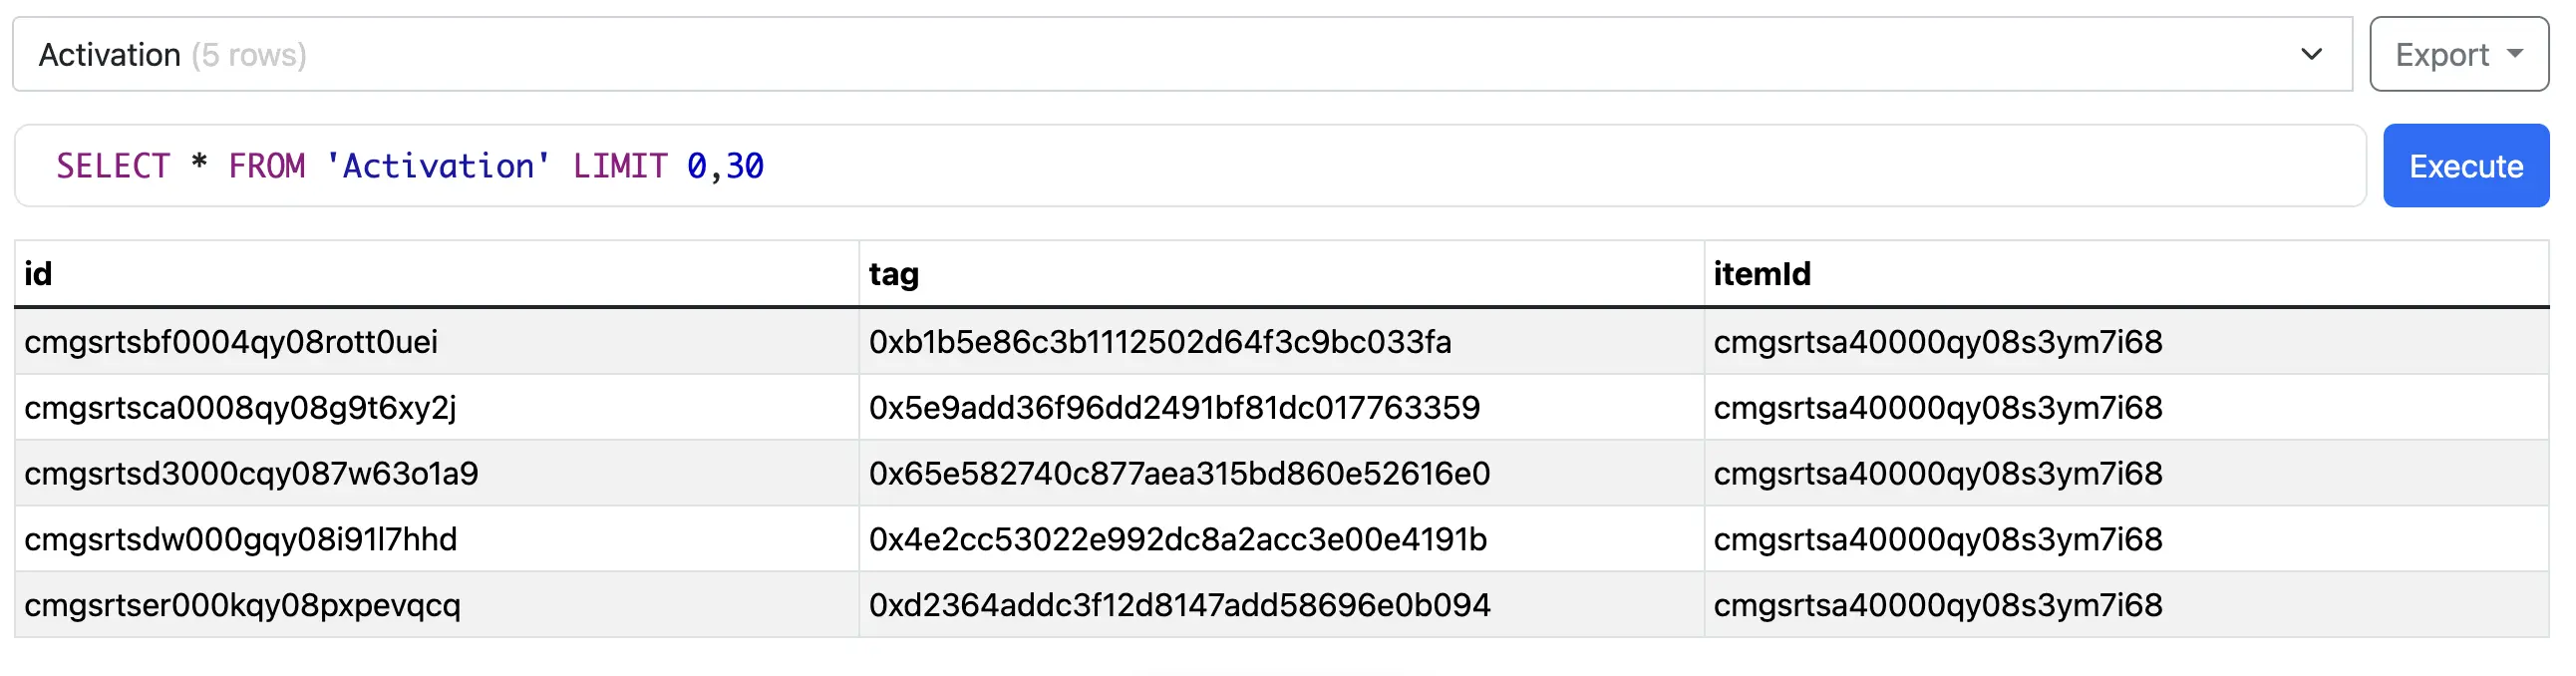 Activation (5 rows)
Export
SELECT * FROM 'Activation' LIMIT 0,30
Execute
id tag itemId
cmgsrtsbf0004qy08rott0uei 0xb1b5e86c3b1112502d64f3c9bc033fa cmgsrtsa40000qy08s3ym7i68
cmgsrtsca0008qy08g9t6xy2j 0x5e9add36f96dd2491bf81dc017763359 cmgsrtsa40000qy08s3ym7i68
cmgsrtsd3000cqy087w63o1a9 0x65e582740c877aea315bd860e52616e0 cmgsrtsa40000qy08s3ym7i68
cmgsrtsdw000gqy08i91l7hhd 0x4e2cc53022e992dc8a2acc3e00e4191b cmgsrtsa40000qy08s3ym7i68
cmgsrtser000kqy08pxpevqcq 0xd2364addc3f12d8147add58696e0b094 cmgsrtsa40000qy08s3ym7i68